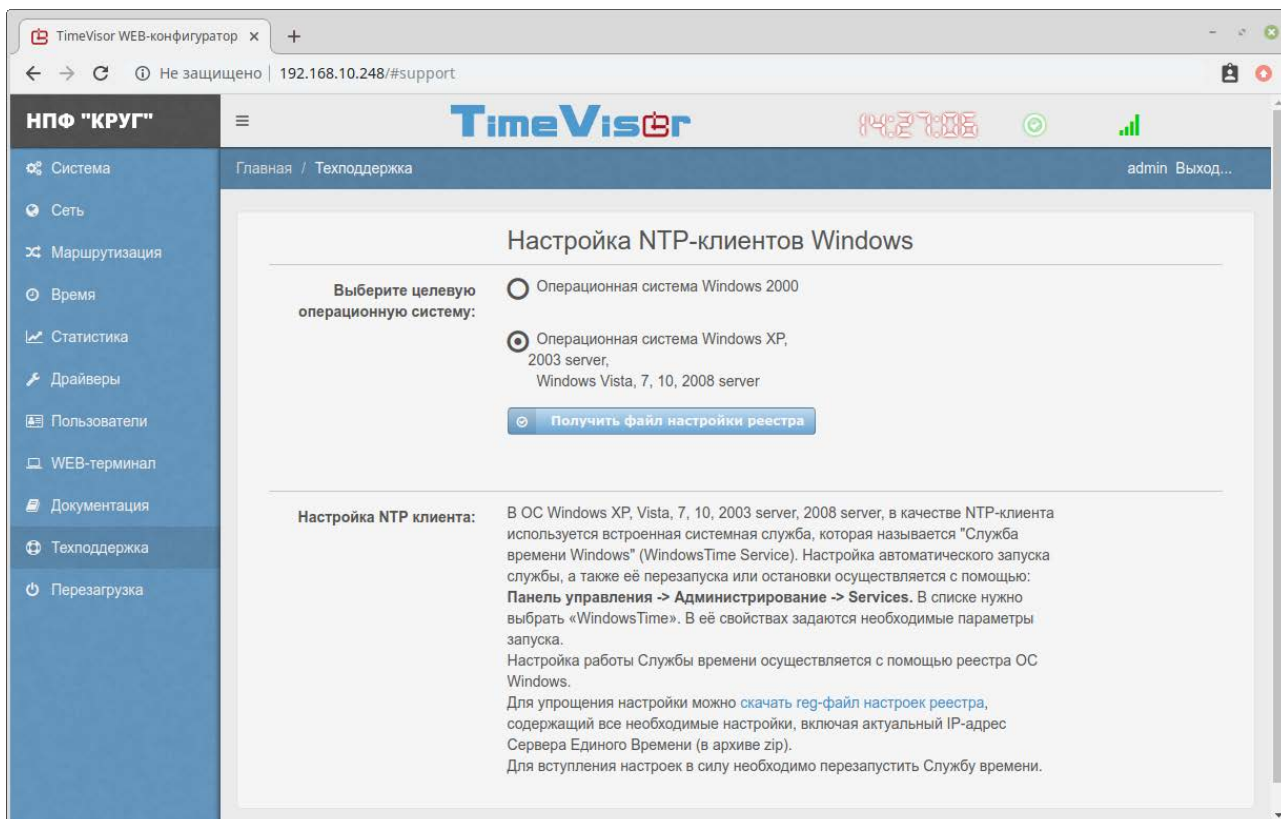 TimeVisor WEB-конфигуратор
Не защищено 192.168.10.248/#support
НПФ "КРУГ"
TimeVisor
14:27:06
Главная / Техподдержка
admin Выход...
Система
Сеть
Маршрутизация
Время
Статистика
Драйверы
Пользователи
WEB-терминал
Документация
Техподдержка
Перезагрузка
Настройка NTP-клиентов Windows
Выберите целевую
операционную систему:
Операционная система Windows 2000
Операционная система Windows XP,
2003 server,
Windows Vista, 7, 10, 2008 server
Получить файл настройки реестра
Настройка NTP клиента:
В ОС Windows XP, Vista, 7, 10, 2003 server, 2008 server, в качестве NTP-клиента
используется встроенная системная служба, которая называется "Служба
времени Windows" (WindowsTime Service). Настройка автоматического запуска
службы, а также её перезапуска или остановки осуществляется с помощью:
Панель управления -> Администрирование -> Services. В списке нужно
выбрать «WindowsTime». В её свойствах задаются необходимые параметры
запуска.
Настройка работы Службы времени осуществляется с помощью реестра ОС
Windows.
Для упрощения настройки можно скачать reg-файл настроек реестра,
содержащий все необходимые настройки, включая актуальный IP-адрес
Сервера Единого Времени (в архиве zip).
Для вступления настроек в силу необходимо перезапустить Службу времени.